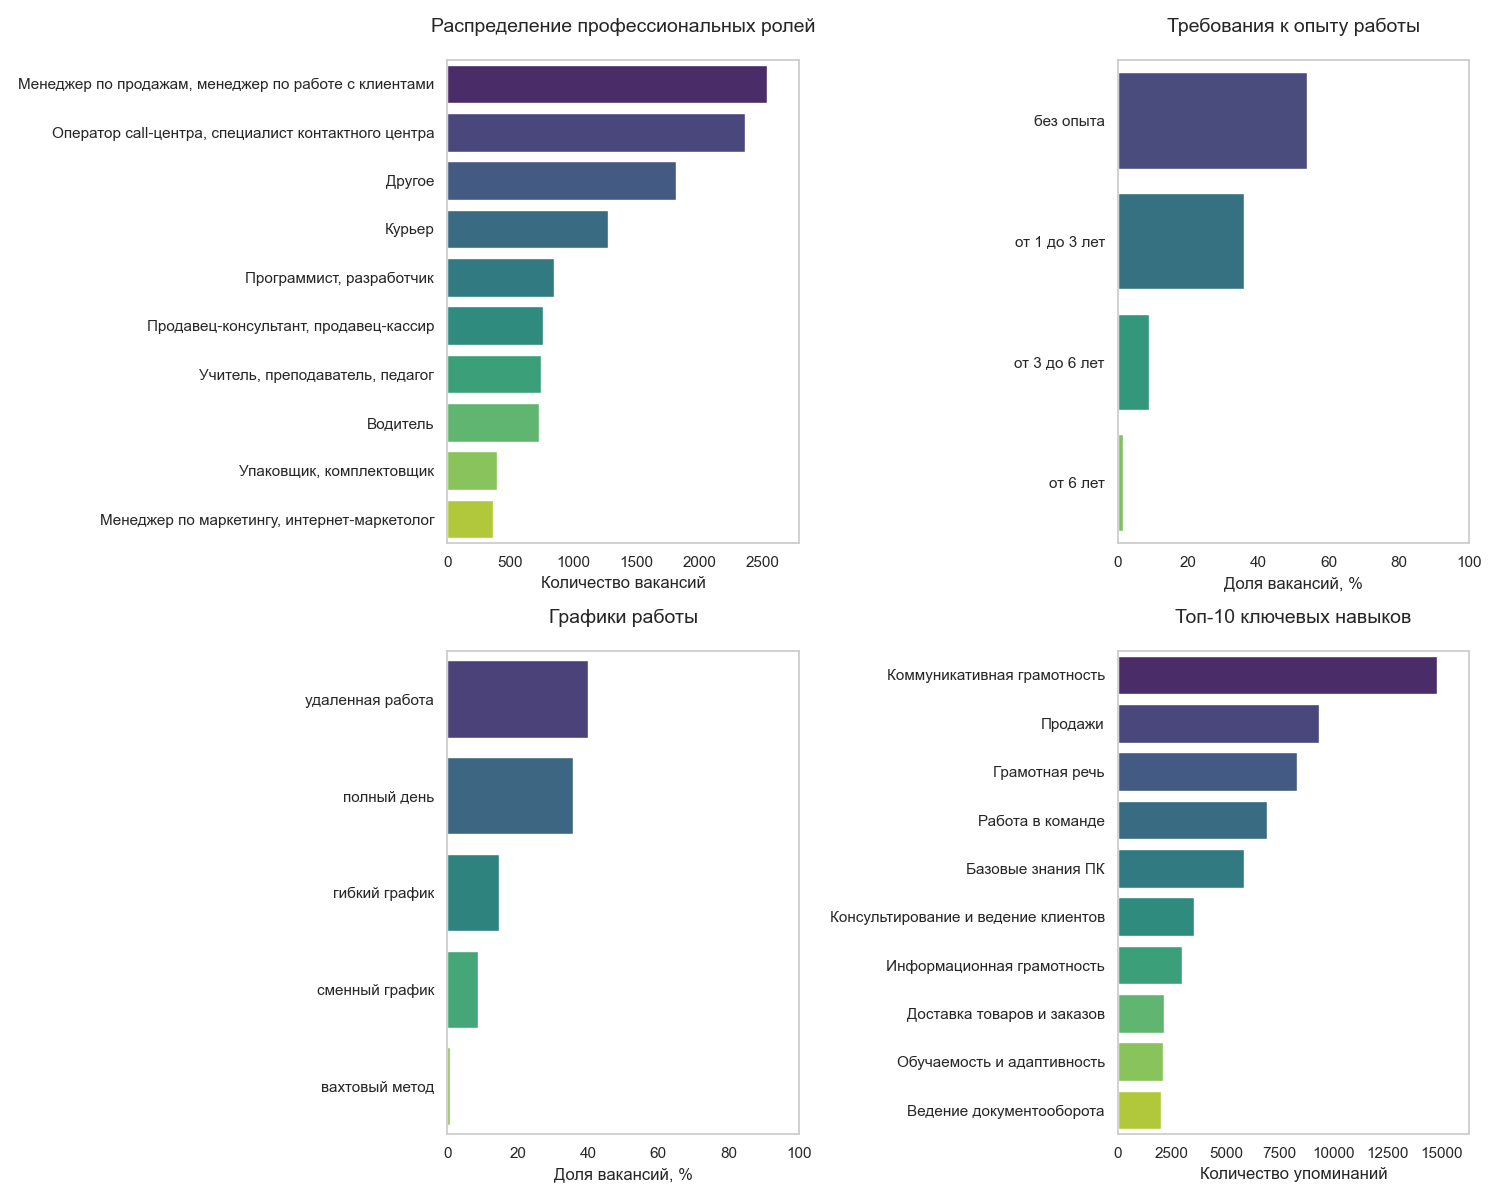 Распределение профессиональных ролей
Менеджер по продажам, менеджер по работе с клиентами
Оператор call-центра, специалист контактного центра
Другое
Курьер
Программист, разработчик
Продавец-консультант, продавец-кассир
Учитель, преподаватель, педагог
Водитель
Упаковщик, комплектовщик
Менеджер по маркетингу, интернет-маркетолог
0 500 1000 1500 2000 2500
Количество вакансий
Требования к опыту работы
без опыта
от 1 до 3 лет
от 3 до 6 лет
от 6 лет
0 20 40 60 80 100
Доля вакансий, %
Графики работы
удаленная работа
полный день
гибкий график
сменный график
вахтовый метод
0 20 40 60 80 100
Доля вакансий, %
Топ-10 ключевых навыков
Коммуникативная грамотность
Продажи
Грамотная речь
Работа в команде
Базовые знания ПК
Консультирование и ведение клиентов
Информационная грамотность
Доставка товаров и заказов
Обучаемость и адаптивность
Ведение документооборота
0 2500 5000 7500 10000 12500 15000
Количество упоминаний